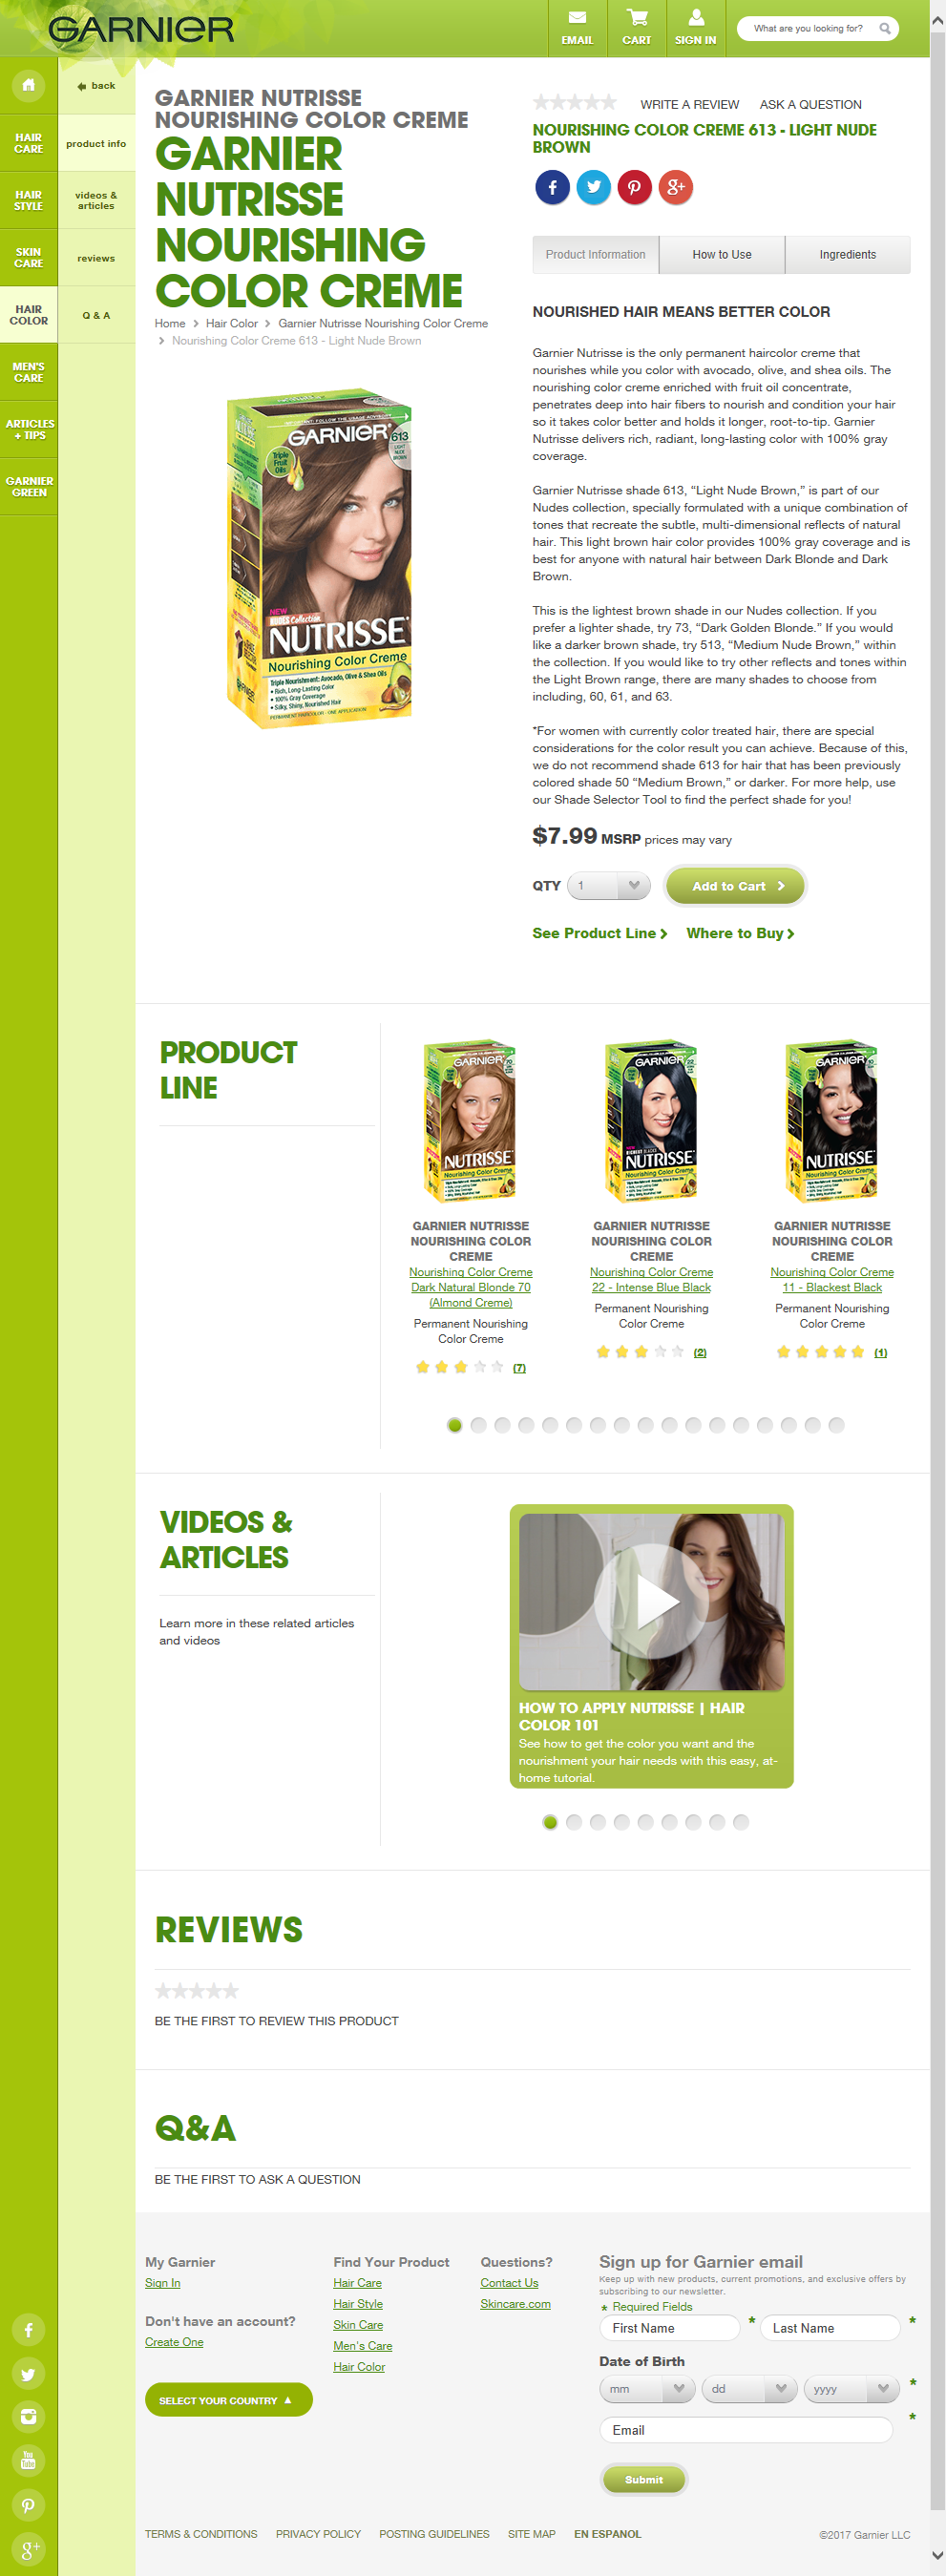 GARNIER
EMAIL
CART
SIGN IN
What are you looking for?
HAIR
CARE
HAIR
STYLE
SKIN
CARE
HAIR
COLOR
MEN'S
CARE
ARTICLES
+ TIPS
GARNIER
GREEN
back
product info
videos &
articles
reviews
Q & A
GARNIER NUTRISSE
NOURISHING COLOR CREME
GARNIER
NUTRISSE
NOURISHING
COLOR CREME
Home > Hair Color > Garnier Nutrisse Nourishing Color Creme
> Nourishing Color Creme 613 - Light Nude Brown
GARNIER
613
LIGHT
NUDE
BROWN
Triple
Fruit
Oils
NEW
NUDES Collection
NUTRISSE
Nourishing Color Creme
Triple Nourishment: Avocado, Olive & Shea Oils
• Rich, Long-Lasting Color
• 100% Gray Coverage
• Silky, Shiny, Nourished Hair
PERMANENT HAIRCOLOR - ONE APPLICATION
WRITE A REVIEW
ASK A QUESTION
NOURISHING COLOR CREME 613 - LIGHT NUDE
BROWN
Product Information
How to Use
Ingredients
NOURISHED HAIR MEANS BETTER COLOR
Garnier Nutrisse is the only permanent haircolor creme that
nourishes while you color with avocado, olive, and shea oils. The
nourishing color creme enriched with fruit oil concentrate,
penetrates deep into hair fibers to nourish and condition your hair
so it takes color better and holds it longer, root-to-tip. Garnier
Nutrisse delivers rich, radiant, long-lasting color with 100% gray
coverage.
Garnier Nutrisse shade 613, “Light Nude Brown,” is part of our
Nudes collection, specially formulated with a unique combination of
tones that recreate the subtle, multi-dimensional reflects of natural
hair. This light brown hair color provides 100% gray coverage and is
best for anyone with natural hair between Dark Blonde and Dark
Brown.
This is the lightest brown shade in our Nudes collection. If you
prefer a lighter shade, try 73, “Dark Golden Blonde.” If you would
like a darker brown shade, try 513, “Medium Nude Brown,” within
the collection. If you would like to try other reflects and tones within
the Light Brown range, there are many shades to choose from
including, 60, 61, and 63.
*For women with currently color treated hair, there are special
considerations for the color result you can achieve. Because of this,
we do not recommend shade 613 for hair that has been previously
colored shade 50 “Medium Brown,” or darker. For more help, use
our Shade Selector Tool to find the perfect shade for you!
$7.99 MSRP prices may vary
QTY 1
Add to Cart >
See Product Line > Where to Buy >
PRODUCT
LINE
GARNIER
NUTRISSE
Nourishing Color Creme
GARNIER NUTRISSE
NOURISHING COLOR
CREME
Nourishing Color Creme
Dark Natural Blonde 70
(Almond Creme)
Permanent Nourishing
Color Creme
(7)
GARNIER
NUTRISSE
Nourishing Color Creme
GARNIER NUTRISSE
NOURISHING COLOR
CREME
Nourishing Color Creme
22 - Intense Blue Black
Permanent Nourishing
Color Creme
(2)
GARNIER
NUTRISSE
Nourishing Color Creme
GARNIER NUTRISSE
NOURISHING COLOR
CREME
Nourishing Color Creme
11 - Blackest Black
Permanent Nourishing
Color Creme
(1)
VIDEOS &
ARTICLES
Learn more in these related articles
and videos
HOW TO APPLY NUTRISSE | HAIR
COLOR 101
See how to get the color you want and the
nourishment your hair needs with this easy, at-
home tutorial.
REVIEWS
BE THE FIRST TO REVIEW THIS PRODUCT
Q&A
BE THE FIRST TO ASK A QUESTION
My Garnier
Sign In
Don't have an account?
Create One
SELECT YOUR COUNTRY ▲
Find Your Product
Hair Care
Hair Style
Skin Care
Men's Care
Hair Color
Questions?
Contact Us
Skincare.com
Sign up for Garnier email
Keep up with new products, current promotions, and exclusive offers by
subscribing to our newsletter.
* Required Fields
First Name * Last Name *
Date of Birth
mm dd yyyy *
Email *
Submit
You
Tube
TERMS & CONDITIONS PRIVACY POLICY POSTING GUIDELINES SITE MAP EN ESPANOL
©2017 Garnier LLC